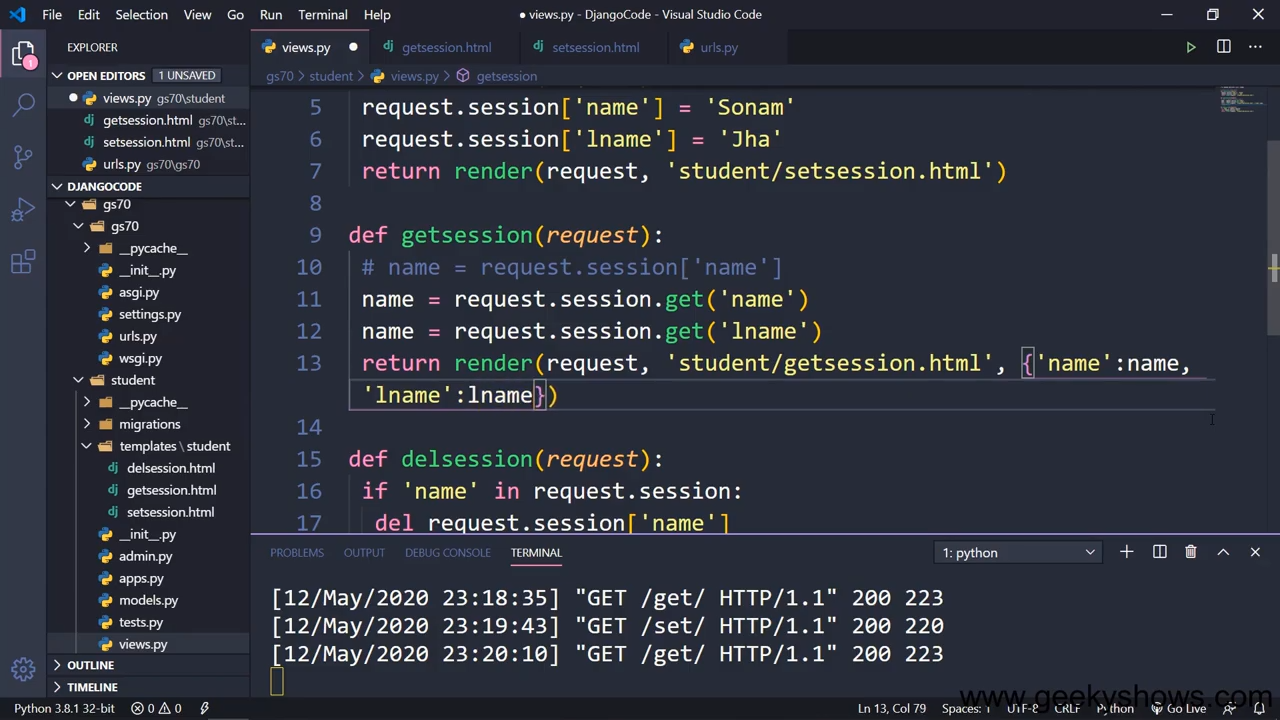 File Edit Selection View Go Run Terminal Help ● views.py - DjangoCode - Visual Studio Code
EXPLORER
views.py ● getsession.html setsession.html urls.py
OPEN EDITORS 1 UNSAVED
gs70 > student > views.py > getsession
views.py gs70\student
getsession.html gs70\st...
setsession.html gs70\st...
urls.py gs70\gs70
DJANGOCODE
gs70
gs70
__pycache__
__init__.py
asgi.py
settings.py
urls.py
wsgi.py
student
__pycache__
migrations
templates \ student
delsession.html
getsession.html
setsession.html
__init__.py
admin.py
apps.py
models.py
tests.py
views.py
OUTLINE
TIMELINE
5 request.session['name'] = 'Sonam'
6 request.session['lname'] = 'Jha'
7 return render(request, 'student/setsession.html')
8
9 def getsession(request):
10 # name = request.session['name']
11 name = request.session.get('name')
12 name = request.session.get('lname')
13 return render(request, 'student/getsession.html', {'name':name,
'lname':lname})
14
15 def delsession(request):
16 if 'name' in request.session:
17 del request.session['name']
PROBLEMS OUTPUT DEBUG CONSOLE TERMINAL 1: python
[12/May/2020 23:18:35] "GET /get/ HTTP/1.1" 200 223
[12/May/2020 23:19:43] "GET /set/ HTTP/1.1" 200 220
[12/May/2020 23:20:10] "GET /get/ HTTP/1.1" 200 223
www.geekyshows.com
Python 3.8.1 32-bit 0 0 Ln 13, Col 79 Spaces: 1 UTF-8 CRLF Python Go Live